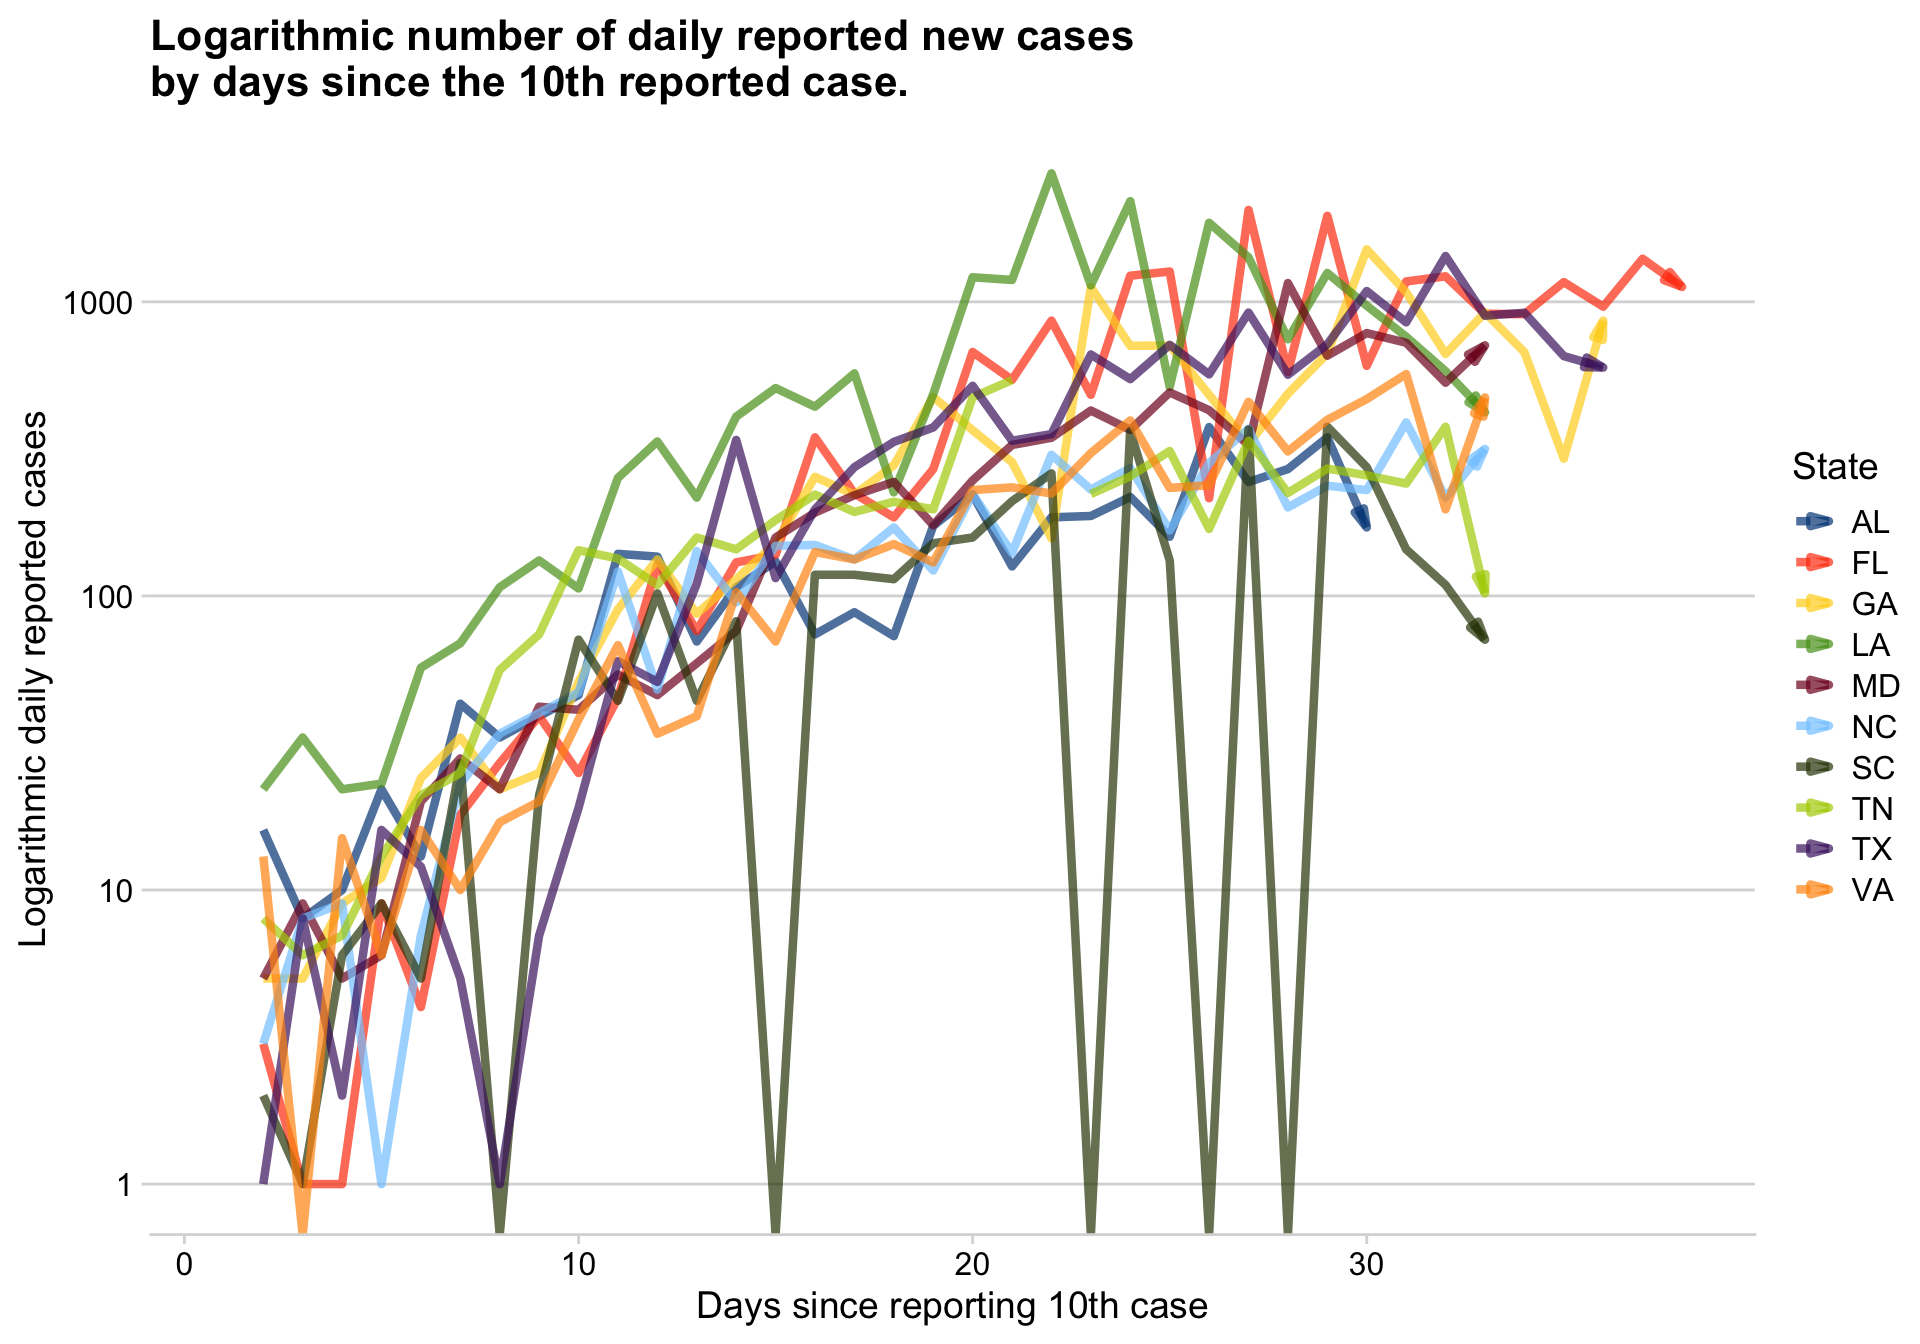 Logarithmic number of daily reported new cases
by days since the 10th reported case.
Logarithmic daily reported cases
1000
100
10
1
0
10
20
30
Days since reporting 10th case
State
AL
FL
GA
LA
MD
NC
SC
TN
TX
VA